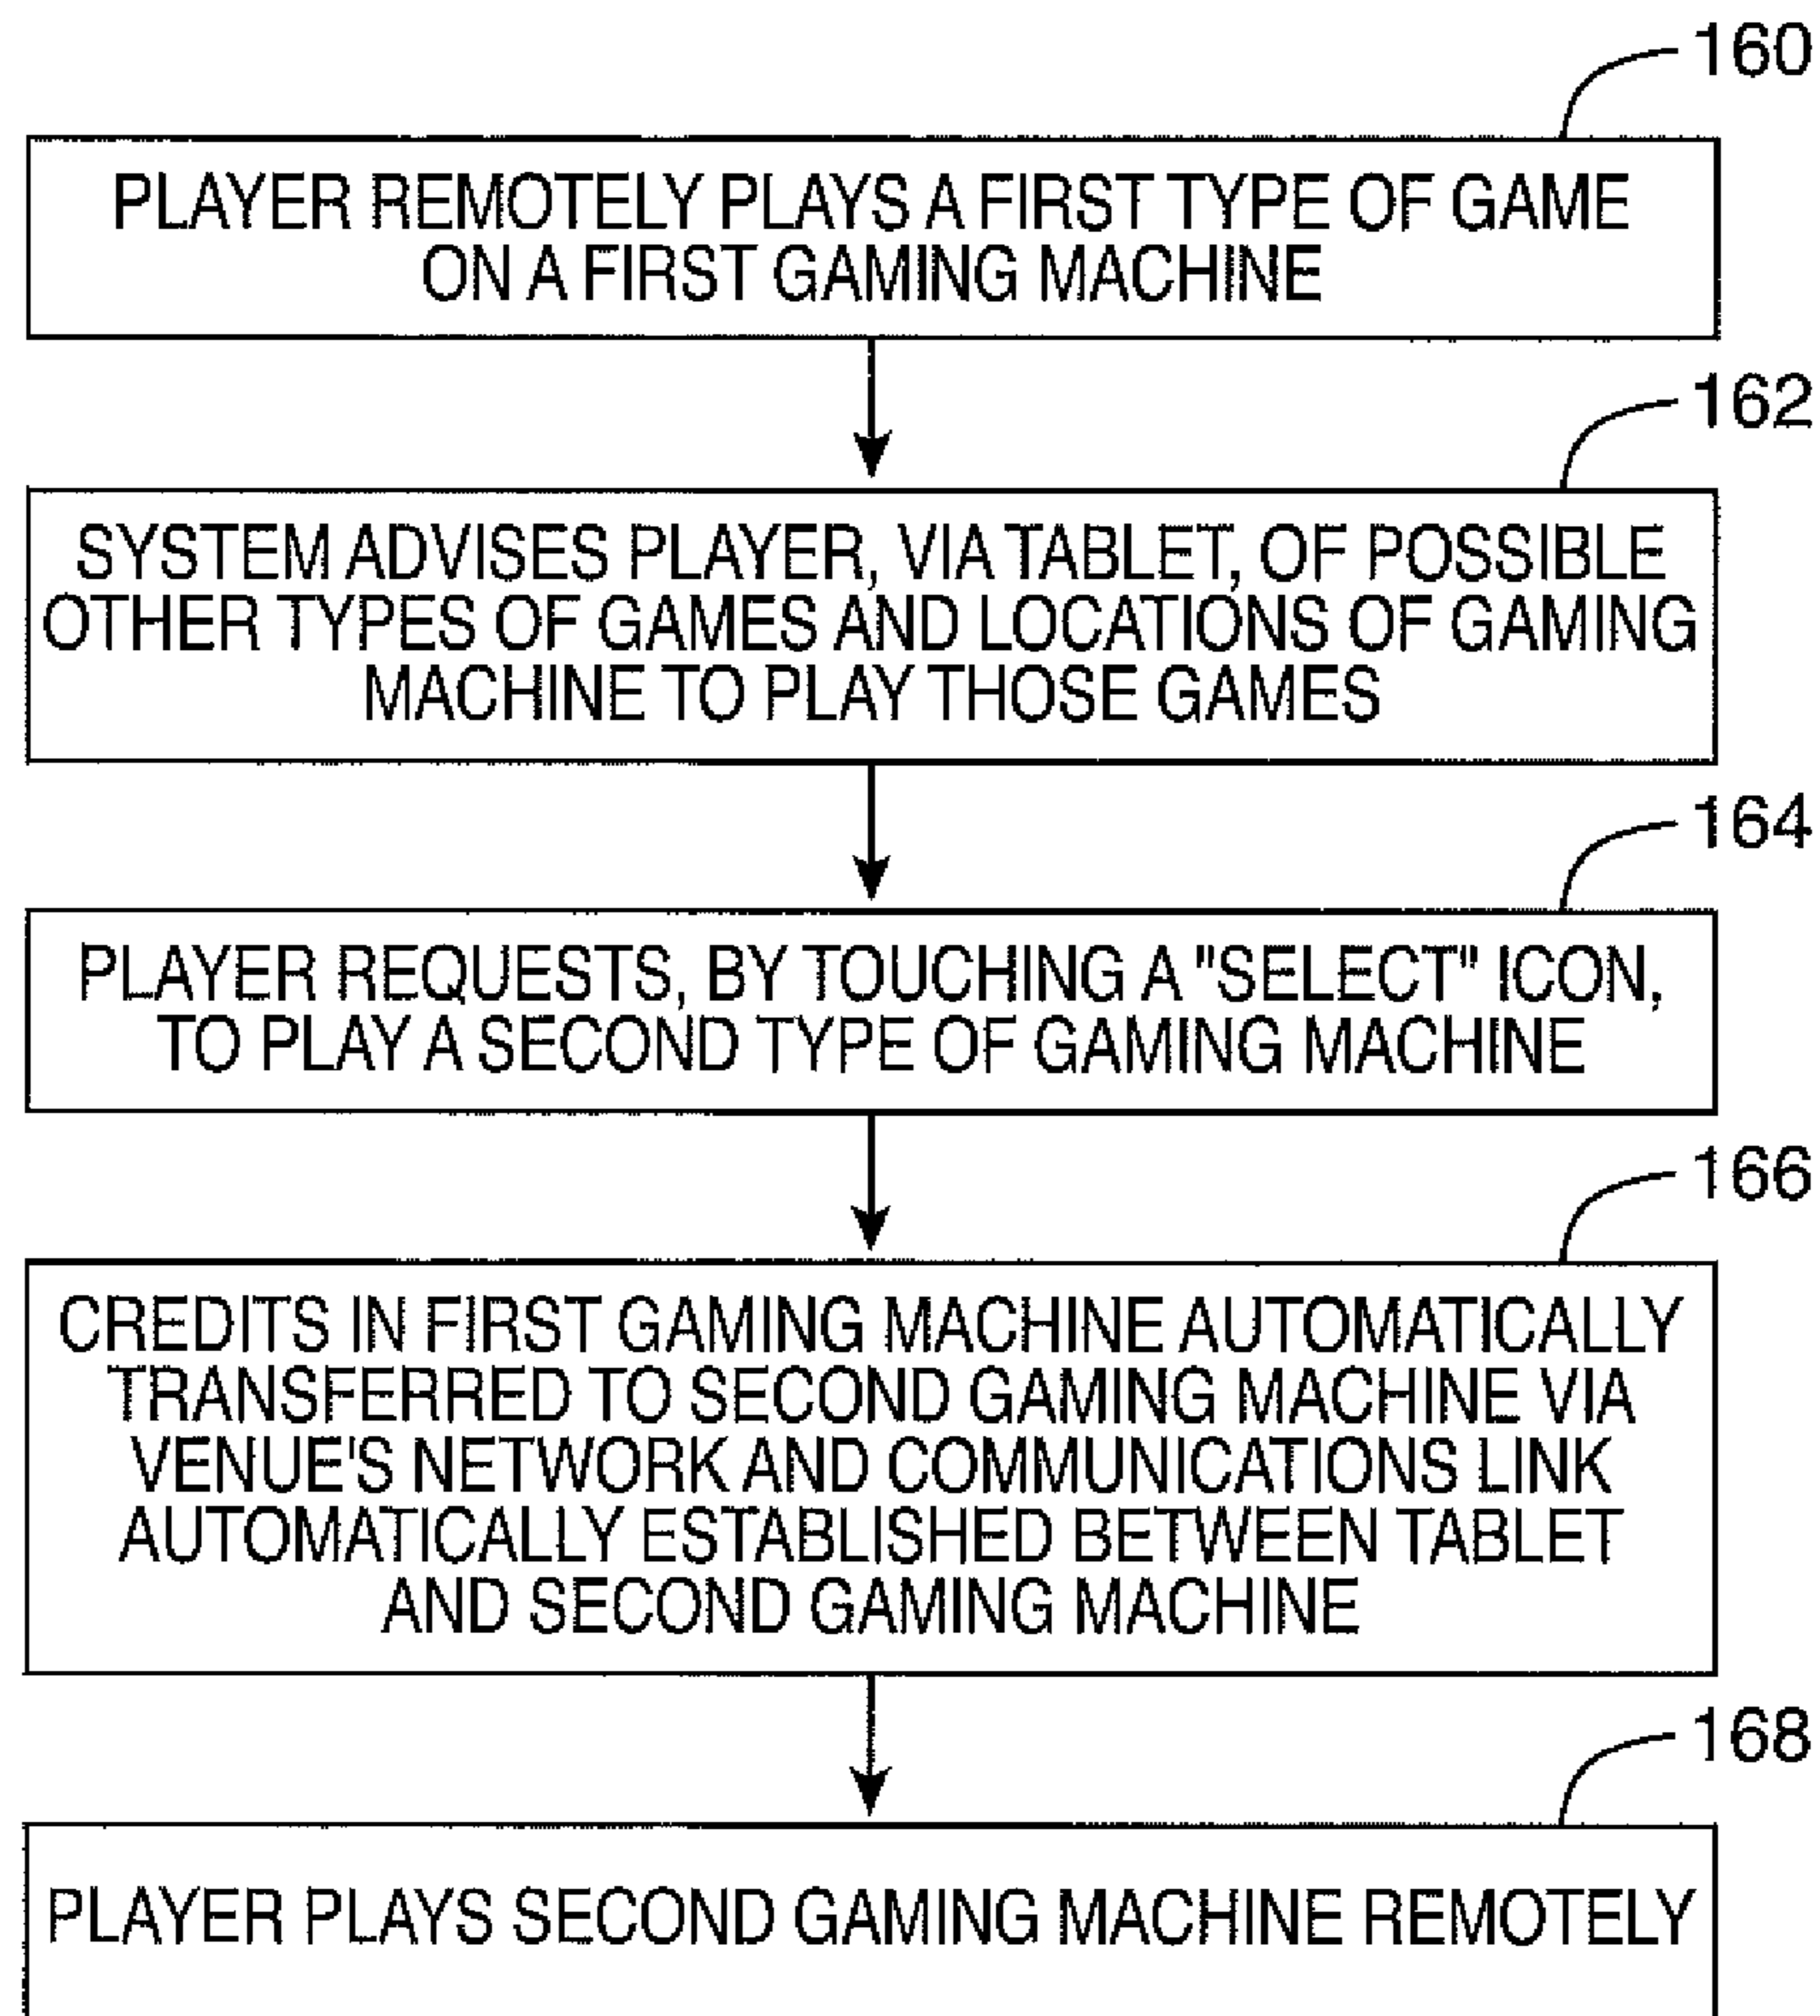 160
PLAYER REMOTELY PLAYS A FIRST TYPE OF GAME
ON A FIRST GAMING MACHINE
162
SYSTEM ADVISES PLAYER, VIA TABLET, OF POSSIBLE
OTHER TYPES OF GAMES AND LOCATIONS OF GAMING
MACHINE TO PLAY THOSE GAMES
164
PLAYER REQUESTS, BY TOUCHING A "SELECT" ICON,
TO PLAY A SECOND TYPE OF GAMING MACHINE
166
CREDITS IN FIRST GAMING MACHINE AUTOMATICALLY
TRANSFERRED TO SECOND GAMING MACHINE VIA
VENUE'S NETWORK AND COMMUNICATIONS LINK
AUTOMATICALLY ESTABLISHED BETWEEN TABLET
AND SECOND GAMING MACHINE
168
PLAYER PLAYS SECOND GAMING MACHINE REMOTELY